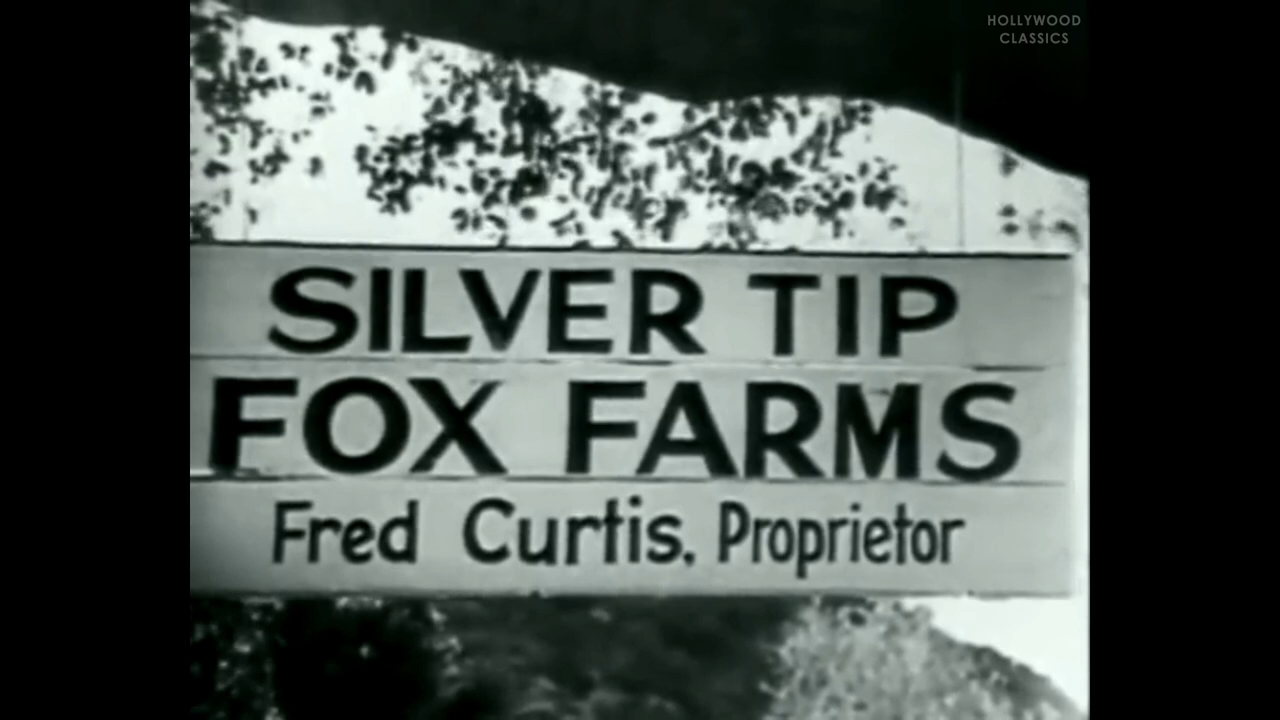 HOLLYWOOD
CLASSICS
SILVER TIP
FOX FARMS
Fred Curtis. Proprietor